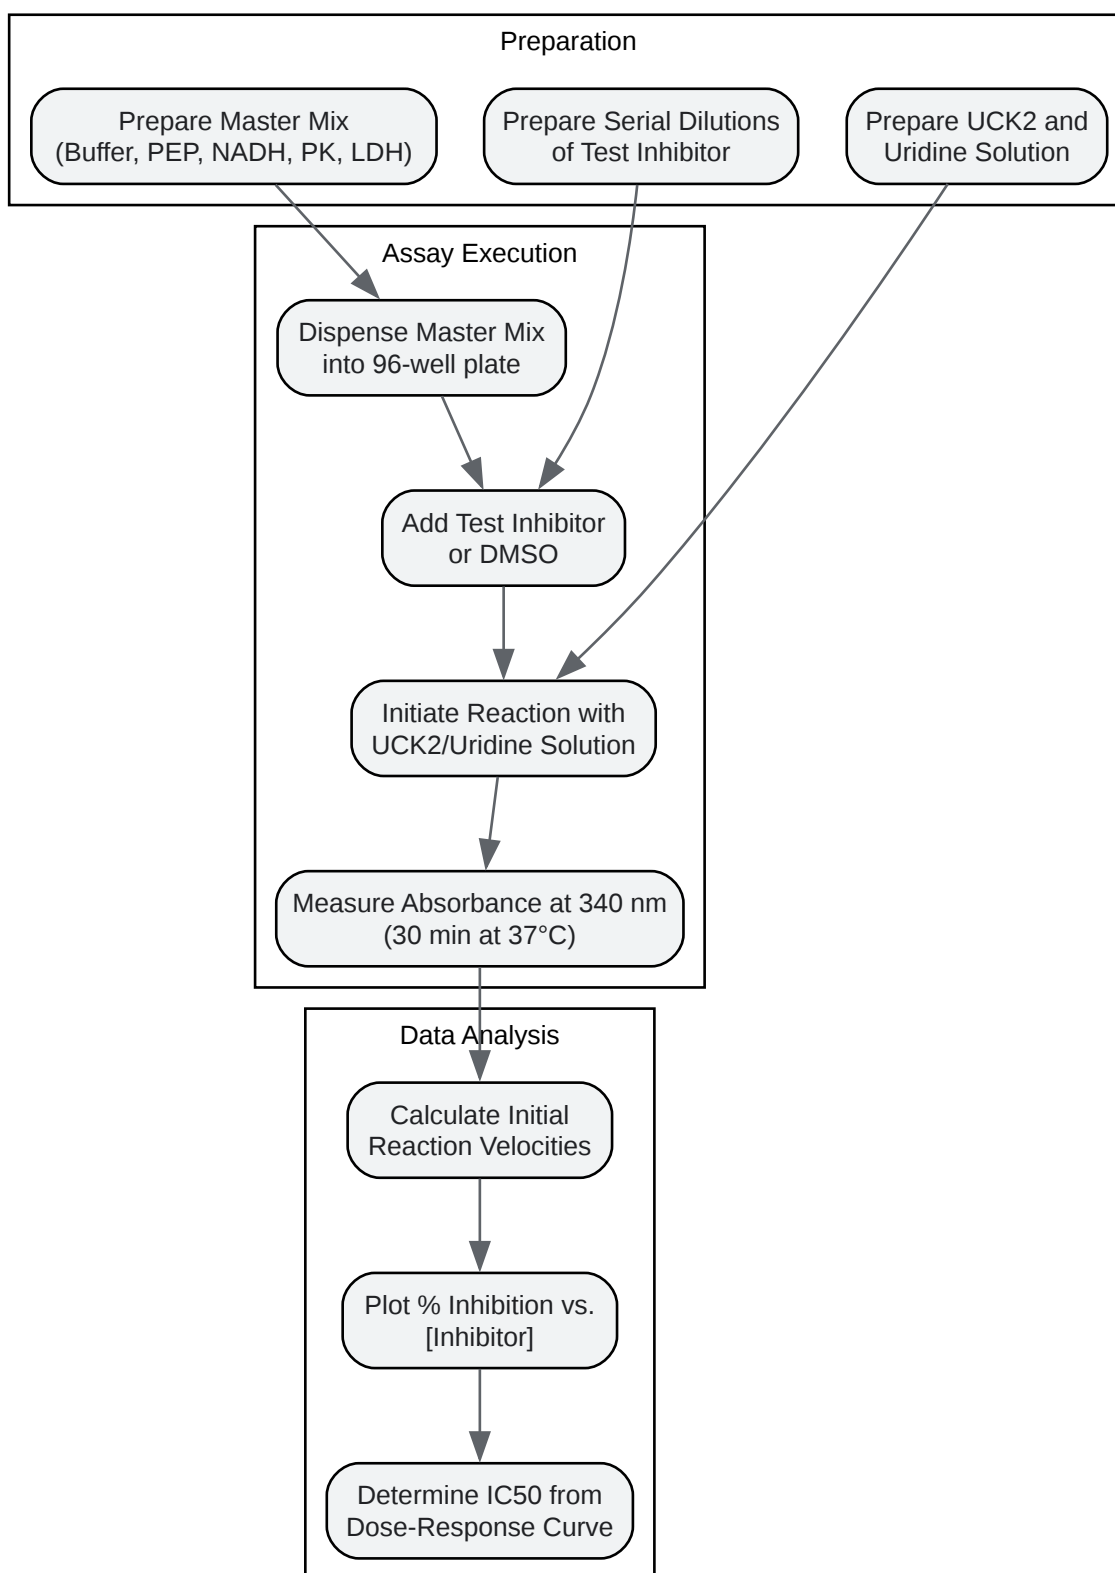 Preparation
Prepare Master Mix
(Buffer, PEP, NADH, PK, LDH)
Prepare Serial Dilutions
of Test Inhibitor
Prepare UCK2 and
Uridine Solution
Assay Execution
Dispense Master Mix
into 96-well plate
Add Test Inhibitor
or DMSO
Initiate Reaction with
UCK2/Uridine Solution
Measure Absorbance at 340 nm
(30 min at 37°C)
Data Analysis
Calculate Initial
Reaction Velocities
Plot % Inhibition vs.
[Inhibitor]
Determine IC50 from
Dose-Response Curve